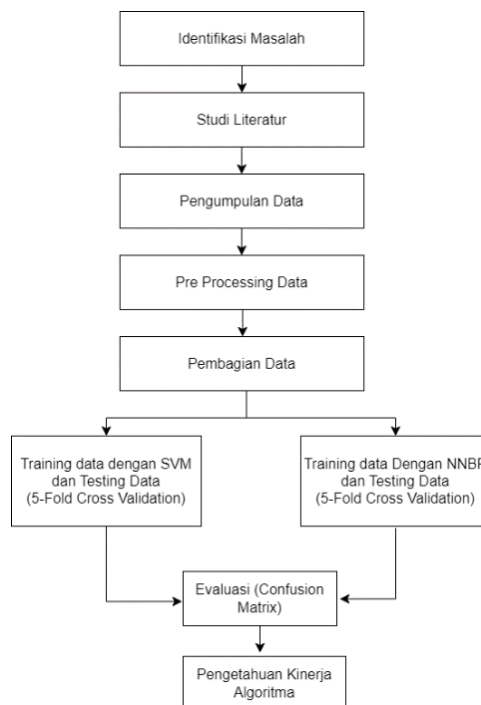 Identifikasi Masalah
Studi Literatur
Pengumpulan Data
Pre Processing Data
Pembagian Data
Training data dengan SVM
dan Testing Data
(5-Fold Cross Validation)
Training data Dengan NNBP
dan Testing Data
(5-Fold Cross Validation)
Evaluasi (Confusion
Matrix)
Pengetahuan Kinerja
Algoritma